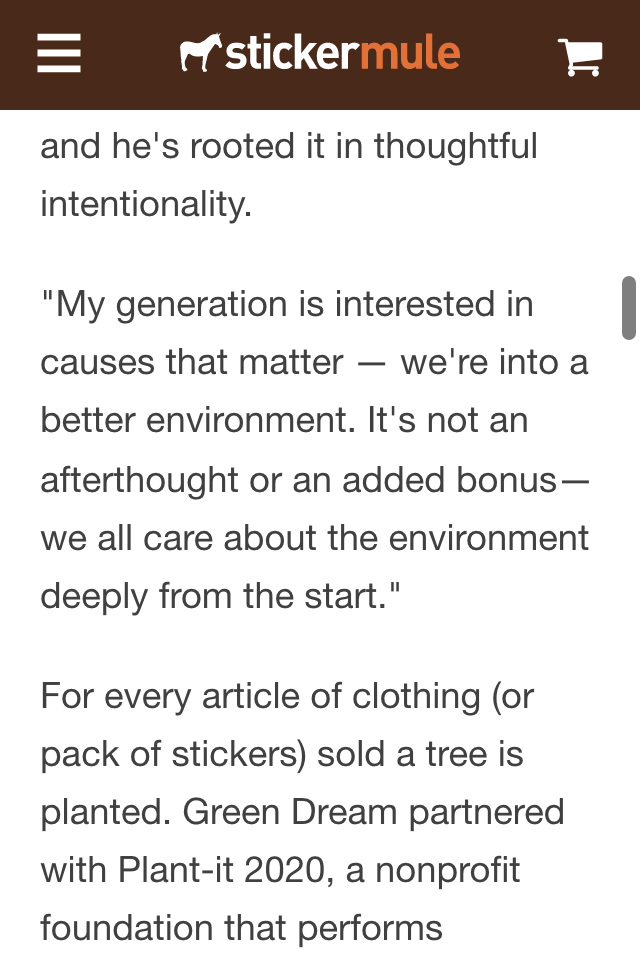 stickermule
and he's rooted it in thoughtful
intentionality.
"My generation is interested in
causes that matter — we're into a
better environment. It's not an
afterthought or an added bonus—
we all care about the environment
deeply from the start."
For every article of clothing (or
pack of stickers) sold a tree is
planted. Green Dream partnered
with Plant-it 2020, a nonprofit
foundation that performs